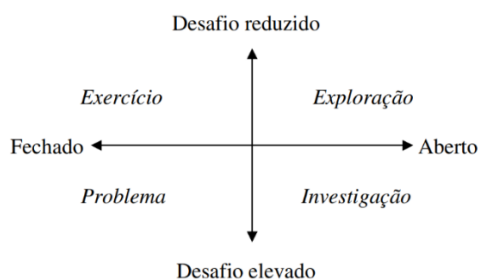 Desafio reduzido
Exercício
Exploração
Fechado
Aberto
Problema
Investigação
Desafio elevado